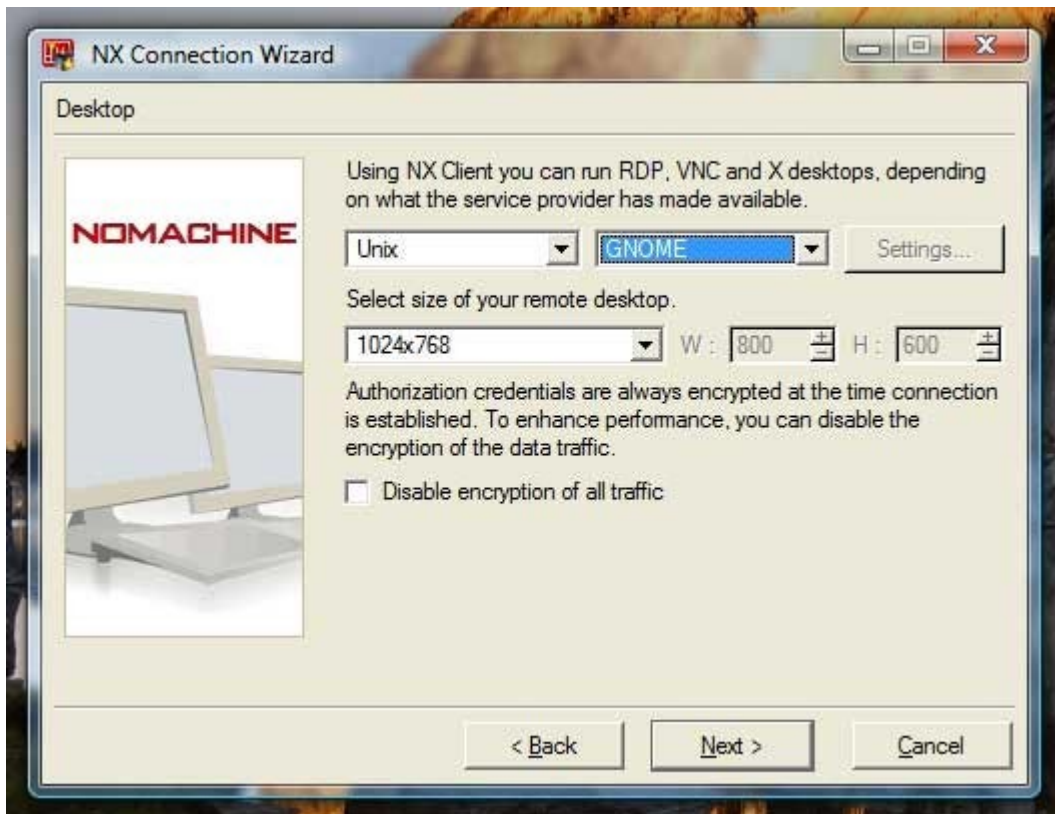 NX Connection Wizard
Desktop
NOMACHINE
Using NX Client you can run RDP, VNC and X desktops, depending
on what the service provider has made available.
Unix GNOME Settings...
Select size of your remote desktop.
1024x768 W : 800 H : 600
Authorization credentials are always encrypted at the time connection
is established. To enhance performance, you can disable the
encryption of the data traffic.
Disable encryption of all traffic
< Back Next > Cancel